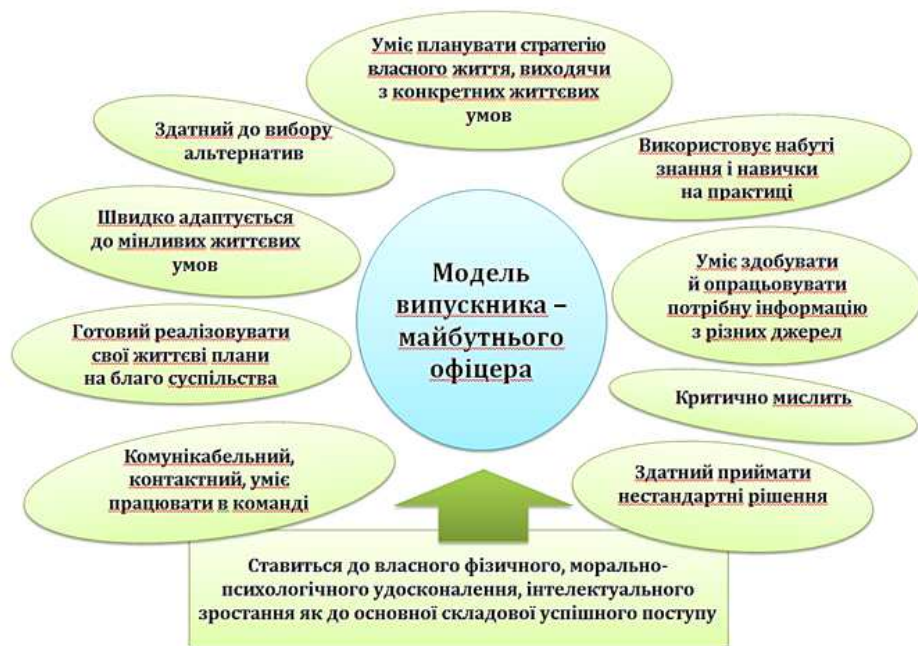 Уміє планувати стратегію
власного життя, виходячи
з конкретних життєвих
умов
Здатний до вибору
альтернатив
Використовує набуті
знання і навички
на практиці
Швидко адаптується
до мінливих життєвих
умов
Модель
випускника –
майбутнього
офіцера
Уміє здобувати
й опрацьовувати
потрібну інформацію
з різних джерел
Готовий реалізовувати
свої життєві плани
на благо суспільства
Критично мислить
Комунікабельний,
контактний, уміє
працювати в команді
Здатний приймати
нестандартні рішення
Ставиться до власного фізичного, морально-
психологічного удосконалення, інтелектуального
зростання як до основної складової успішного поступу